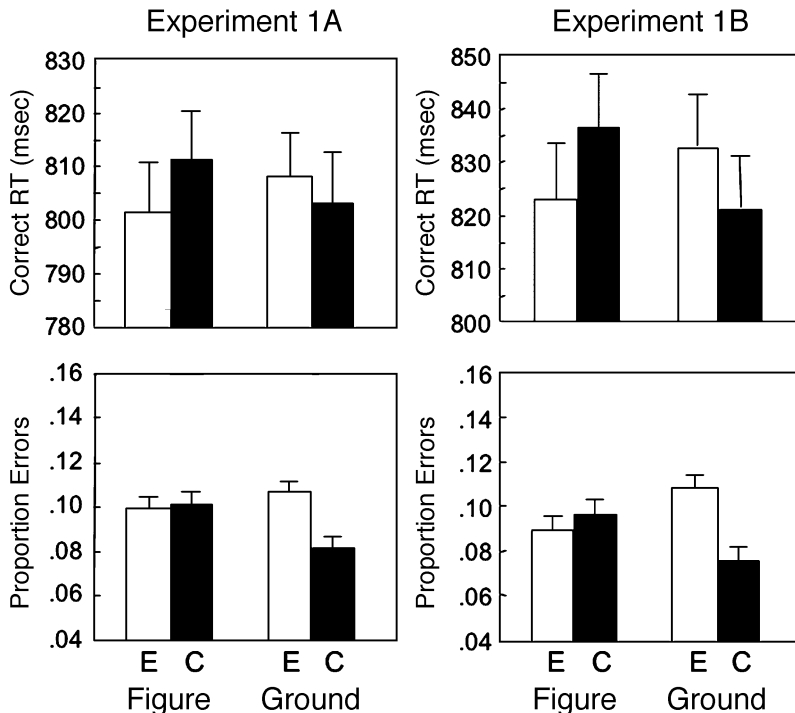 Experiment 1A
Correct RT (msec)
830
820
810
800
790
780
Experiment 1B
Correct RT (msec)
850
840
830
820
810
800
Proportion Errors
.16
.14
.12
.10
.08
.06
.04
E C E C
Figure Ground
Proportion Errors
.16
.14
.12
.10
.08
.06
.04
E C E C
Figure Ground